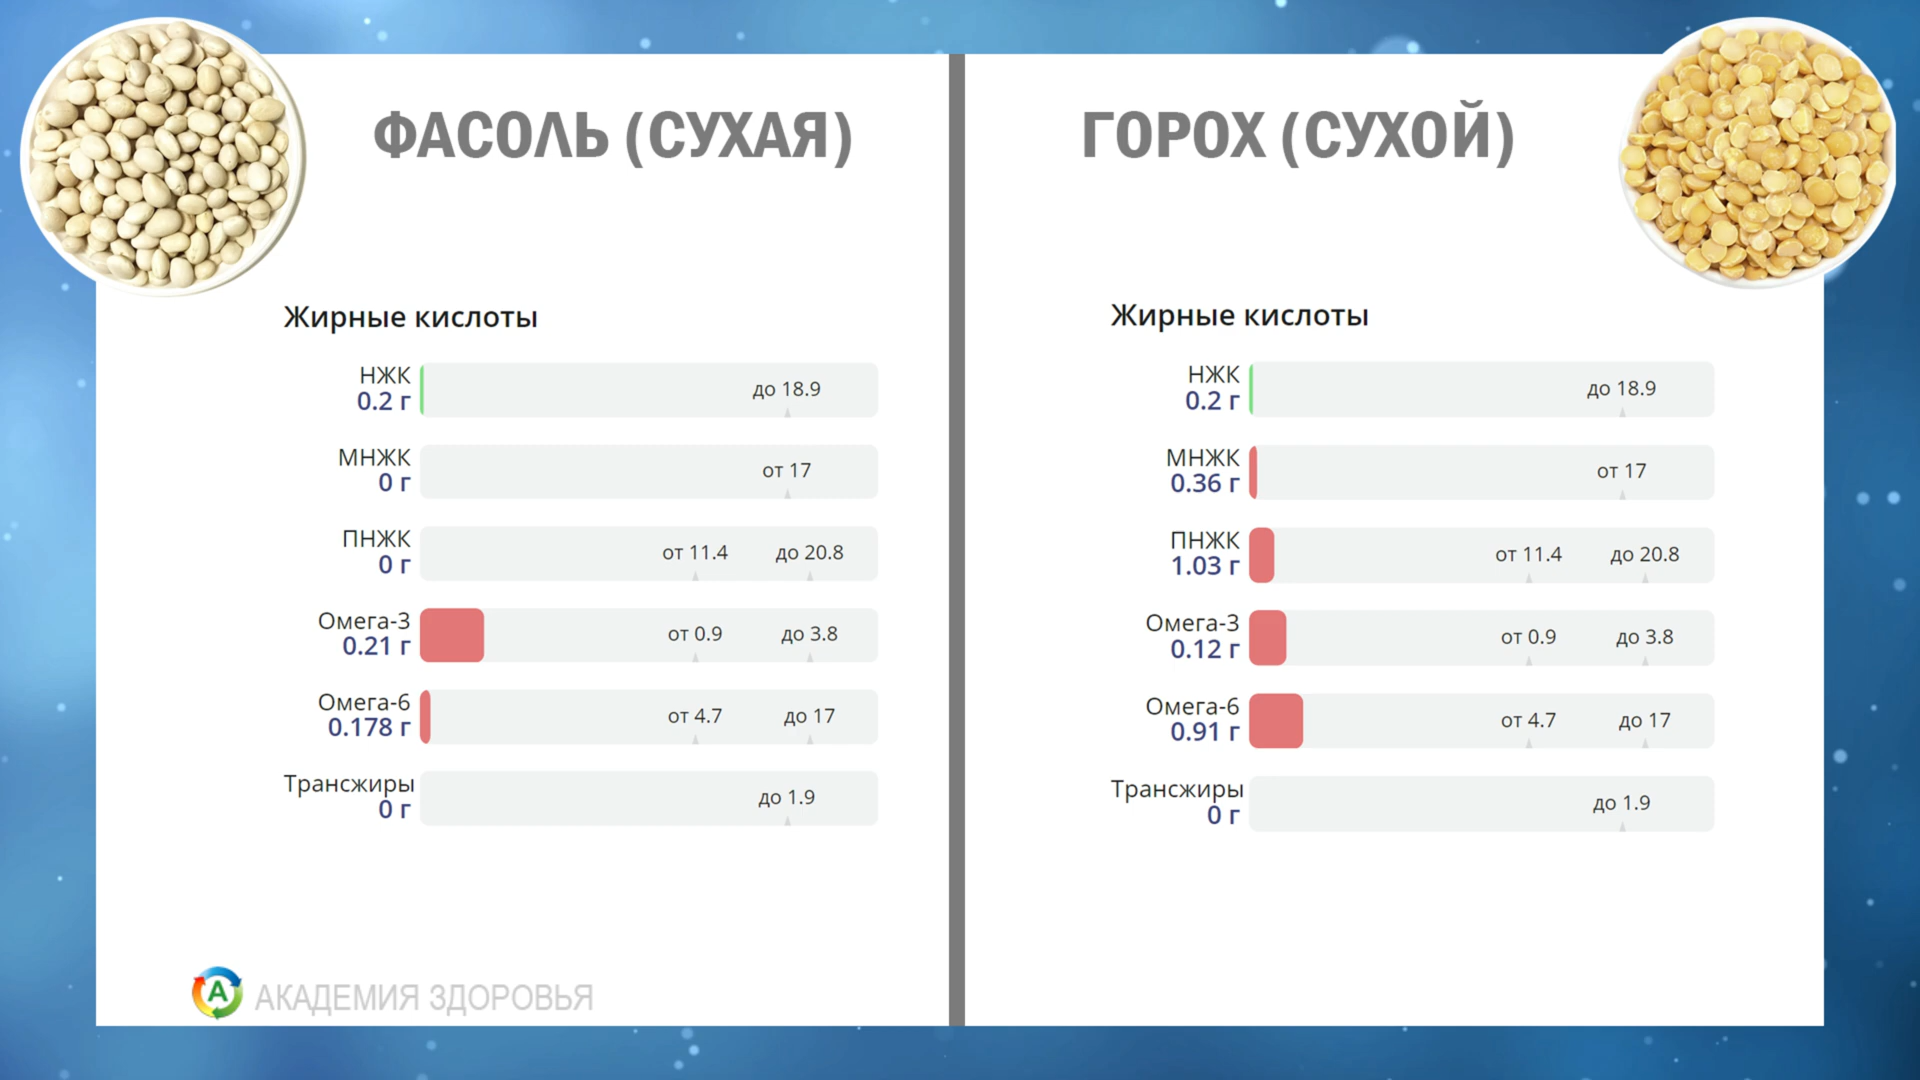 ФАСОЛЬ (СУХАЯ)
Жирные кислоты
НЖК
0.2 г
до 18.9
МНЖК
0 г
от 17
ПНЖК
0 г
от 11.4 до 20.8
Омега-3
0.21 г
от 0.9 до 3.8
Омега-6
0.178 г
от 4.7 до 17
Трансжиры
0 г
до 1.9
А АКАДЕМИЯ ЗДОРОВЬЯ
ГОРОХ (СУХОЙ)
Жирные кислоты
НЖК
0.2 г
до 18.9
МНЖК
0.36 г
от 17
ПНЖК
1.03 г
от 11.4 до 20.8
Омега-3
0.12 г
от 0.9 до 3.8
Омега-6
0.91 г
от 4.7 до 17
Трансжиры
0 г
до 1.9